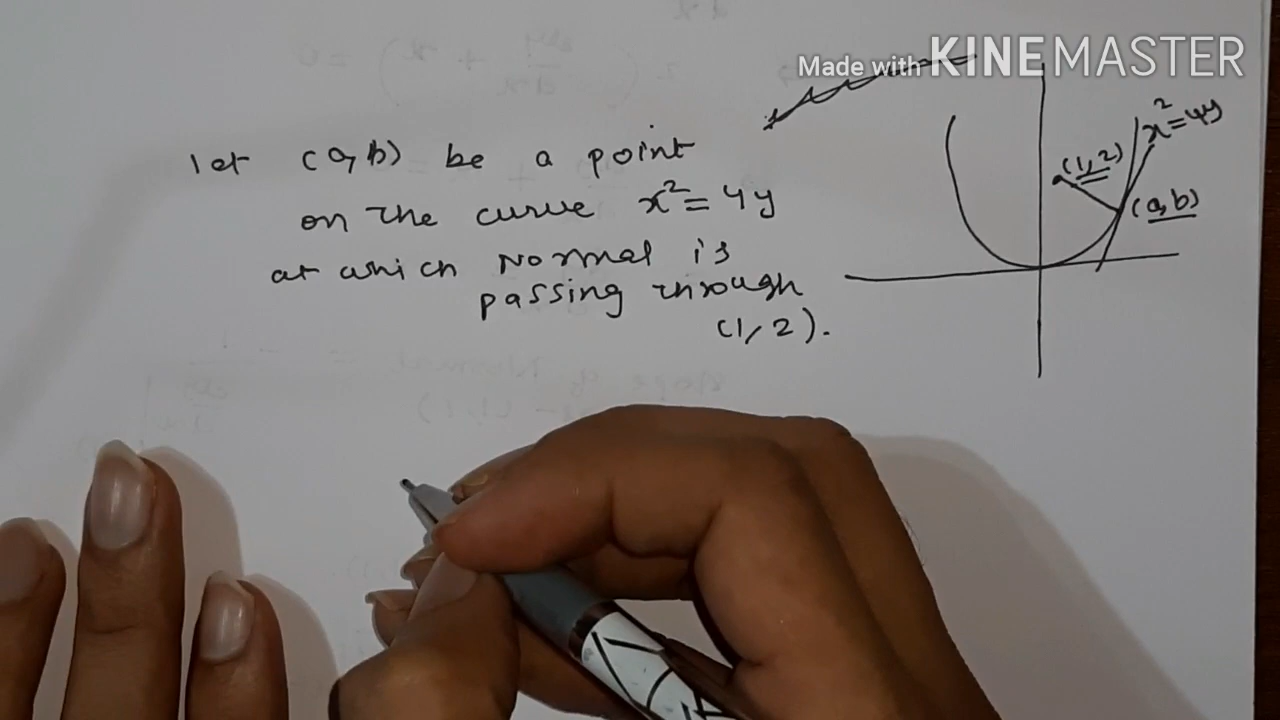 Made with KINEMASTER
let (a,b) be a point
on the curve x² = 4y
at which Normal is
passing through
(1, 2).
x² = 4y
(1, 2)
(a, b)